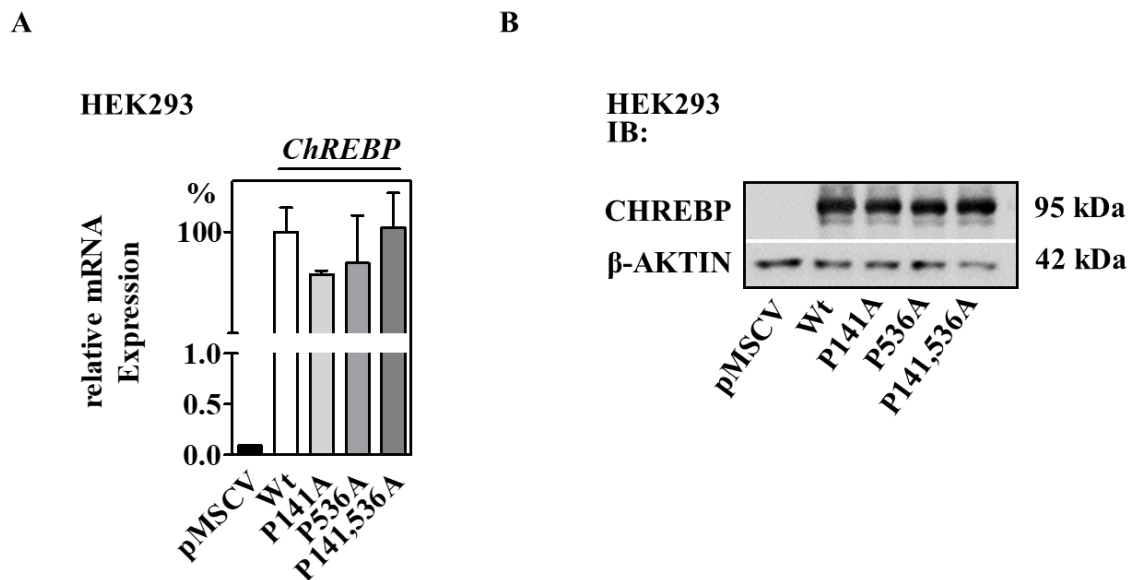 A
HEK293
ChREBP
%
100
1.0
0.5
0.0
relative mRNA
Expression
pMSCV
Wt
P141A
P536A
P141,536A
B
HEK293
IB:
CHREBP
95 kDa
β-AKTIN
42 kDa
pMSCV
Wt
P141A
P536A
P141,536A